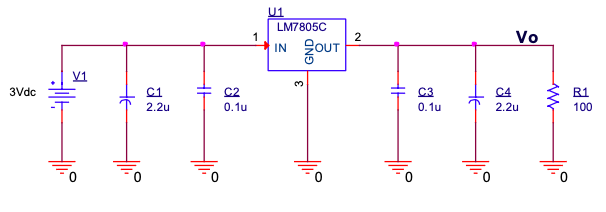 U1
LM7805C
1
IN
OUT
GND
2
3
Vo
V1
3Vdc
C1
2.2u
C2
0.1u
C3
0.1u
C4
2.2u
R1
100
0
0
0
0
0
0
0